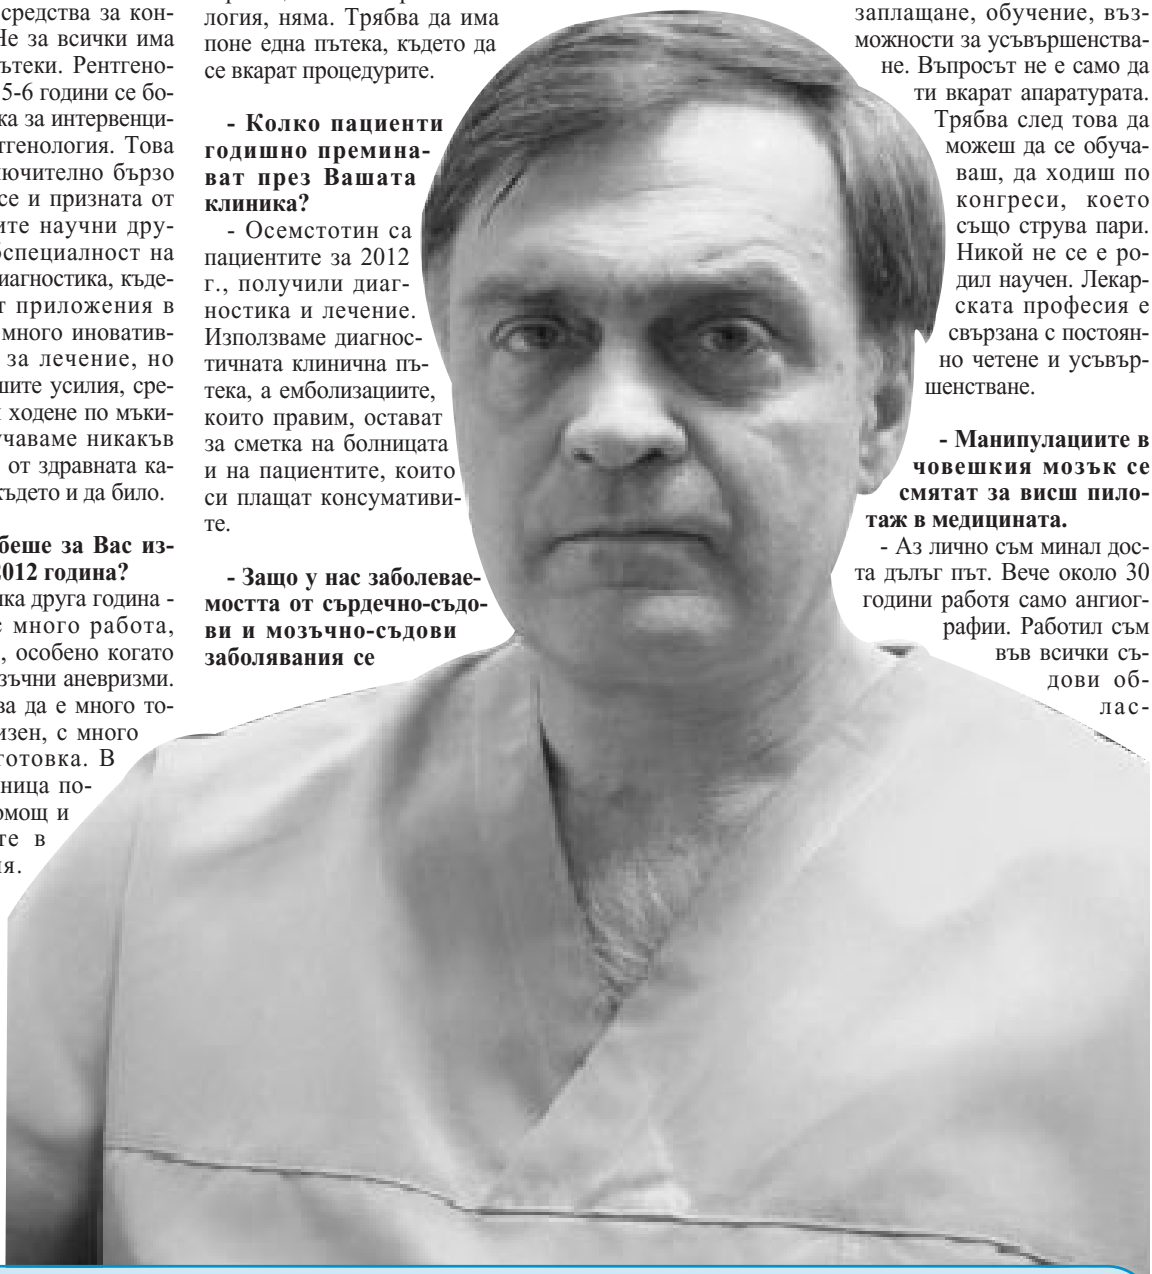 средства за кон-
Не за всички има
ътеки. Рентгено-
5-6 години се бо-
ка за интервенци-
тгенология. Това
лючително бързо
се и призната от
ите научни дру-
бспециалност на
иагностика, къде-
т приложения в
много иноватив-
за лечение, но
шите усилия, сре-
и ходене по мъки-
учаваме никакъв
от здравната ка-
където и да било.
беше за Вас из-
2012 година?
ка друга година -
с много работа,
, особено когато
зъчни аневризми.
ва да е много то-
изен, с много
готовка. В
ница по-
омощ и
те в
ия.
логия, няма. Трябва да има
поне една пътека, където да
се вкарат процедурите.
- Колко пациенти
годишно премина-
ват през Вашата
клиника?
- Осемстотин са
пациентите за 2012
г., получили диаг-
ностика и лечение.
Използваме диагнос-
тичната клинична пъ-
тека, а емболизациите,
които правим, остават
за сметка на болницата
и на пациентите, които
си плащат консумативи-
те.
- Защо у нас заболевае-
мостта от сърдечно-съдо-
ви и мозъчно-съдови
заболявания се
заплащане, обучение, въз-
можности за усъвършенства-
не. Въпросът не е само да
ти вкарат апаратурата.
Трябва след това да
можеш да се обуча-
ваш, да ходиш по
конгреси, което
също струва пари.
Никой не се е ро-
дил научен. Лекар-
ската професия е
свързана с постоян-
но четене и усъвър-
шенстване.
- Манипулациите в
човешкия мозък се
смятат за висш пило-
таж в медицината.
- Аз лично съм минал дос-
та дълъг път. Вече около 30
години работя само ангиог-
рафии. Работил съм
във всички съ-
дови об-
лас-